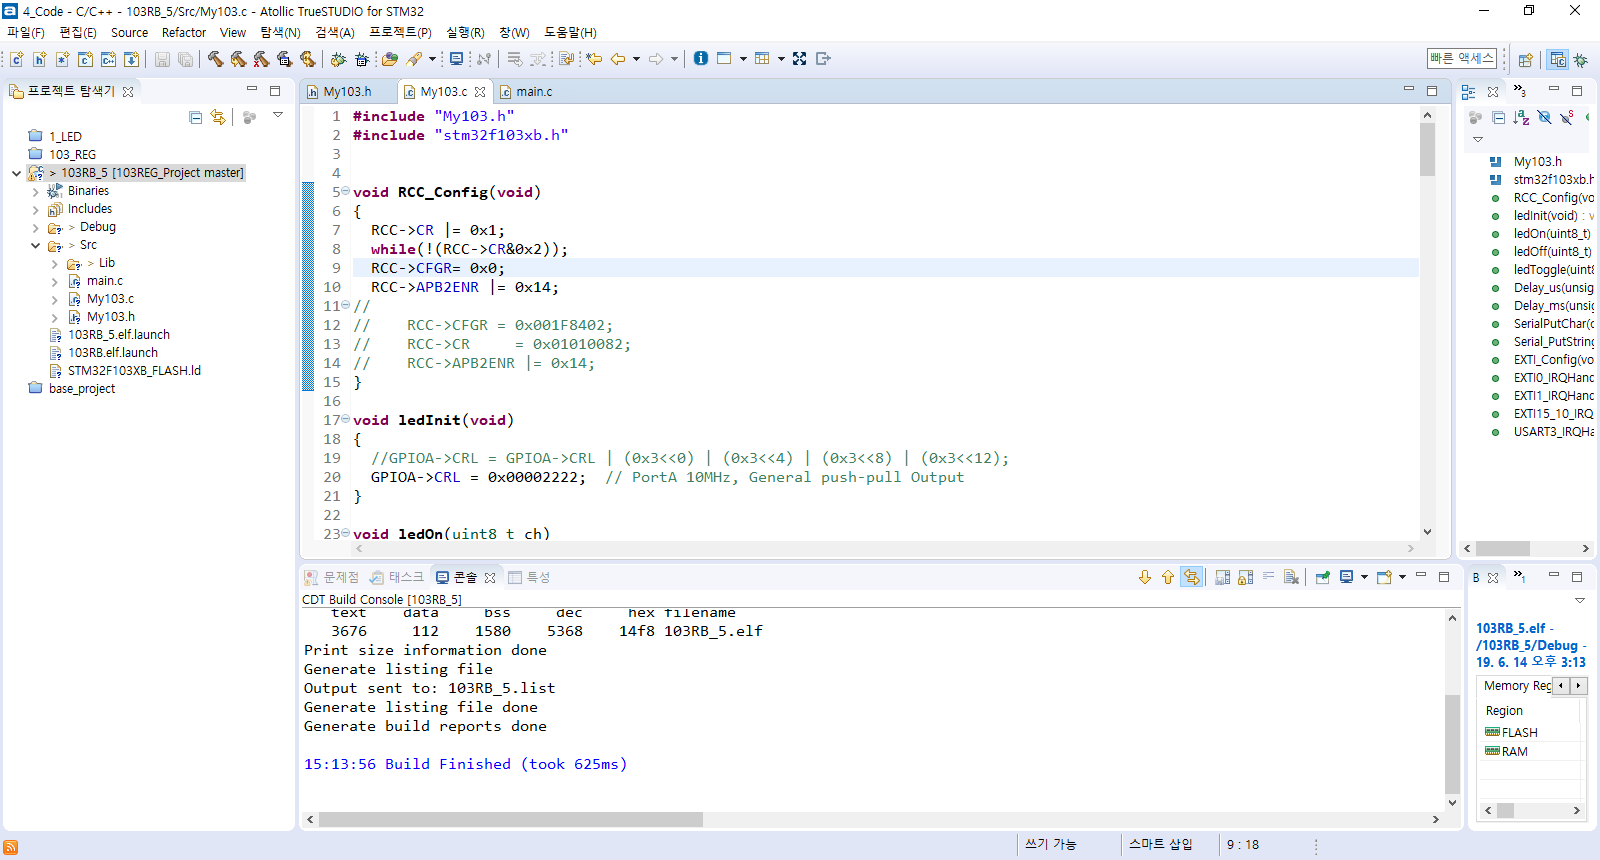 4_Code - C/C++ - 103RB_5/Src/My103.c - Atollic TrueSTUDIO for STM32
파일(F) 편집(E) Source Refactor View 탐색(N) 검색(A) 프로젝트(P) 실행(R) 창(W) 도움말(H)
빠른 액세스
프로젝트 탐색기
1_LED
103_REG
> 103RB_5 [103REG_Project master]
Binaries
Includes
> Debug
> Src
> Lib
main.c
My103.c
My103.h
103RB_5.elf.launch
103RB.elf.launch
STM32F103XB_FLASH.ld
base_project
My103.h My103.c main.c
1 #include "My103.h"
2 #include "stm32f103xb.h"
3
4
5 void RCC_Config(void)
6 {
7 RCC->CR |= 0x1;
8 while(!(RCC->CR&0x2));
9 RCC->CFGR= 0x0;
10 RCC->APB2ENR |= 0x14;
11 //
12 // RCC->CFGR = 0x001F8402;
13 // RCC->CR = 0x01010082;
14 // RCC->APB2ENR |= 0x14;
15 }
16
17 void ledInit(void)
18 {
19 //GPIOA->CRL = GPIOA->CRL | (0x3<<0) | (0x3<<4) | (0x3<<8) | (0x3<<12);
20 GPIOA->CRL = 0x00002222; // PortA 10MHz, General push-pull Output
21 }
22
23 void ledOn(uint8_t ch)
My103.h
stm32f103xb.h
RCC_Config(vo
ledInit(void) : v
ledOn(uint8_t)
ledOff(uint8_t)
ledToggle(uint8
Delay_us(unsig
Delay_ms(unsi
SerialPutChar(c
Serial_PutString
EXTI_Config(vo
EXTI0_IRQHand
EXTI1_IRQHand
EXTI15_10_IRQ
USART3_IRQHa
문제점 태스크 콘솔 특성
CDT Build Console [103RB_5]
text data bss dec hex filename
3676 112 1580 5368 14f8 103RB_5.elf
Print size information done
Generate listing file
Output sent to: 103RB_5.list
Generate listing file done
Generate build reports done
15:13:56 Build Finished (took 625ms)
B
103RB_5.elf -
/103RB_5/Debug -
19. 6. 14 오후 3:13
Memory Reg
Region
FLASH
RAM
쓰기 가능 스마트 삽입 9 : 18